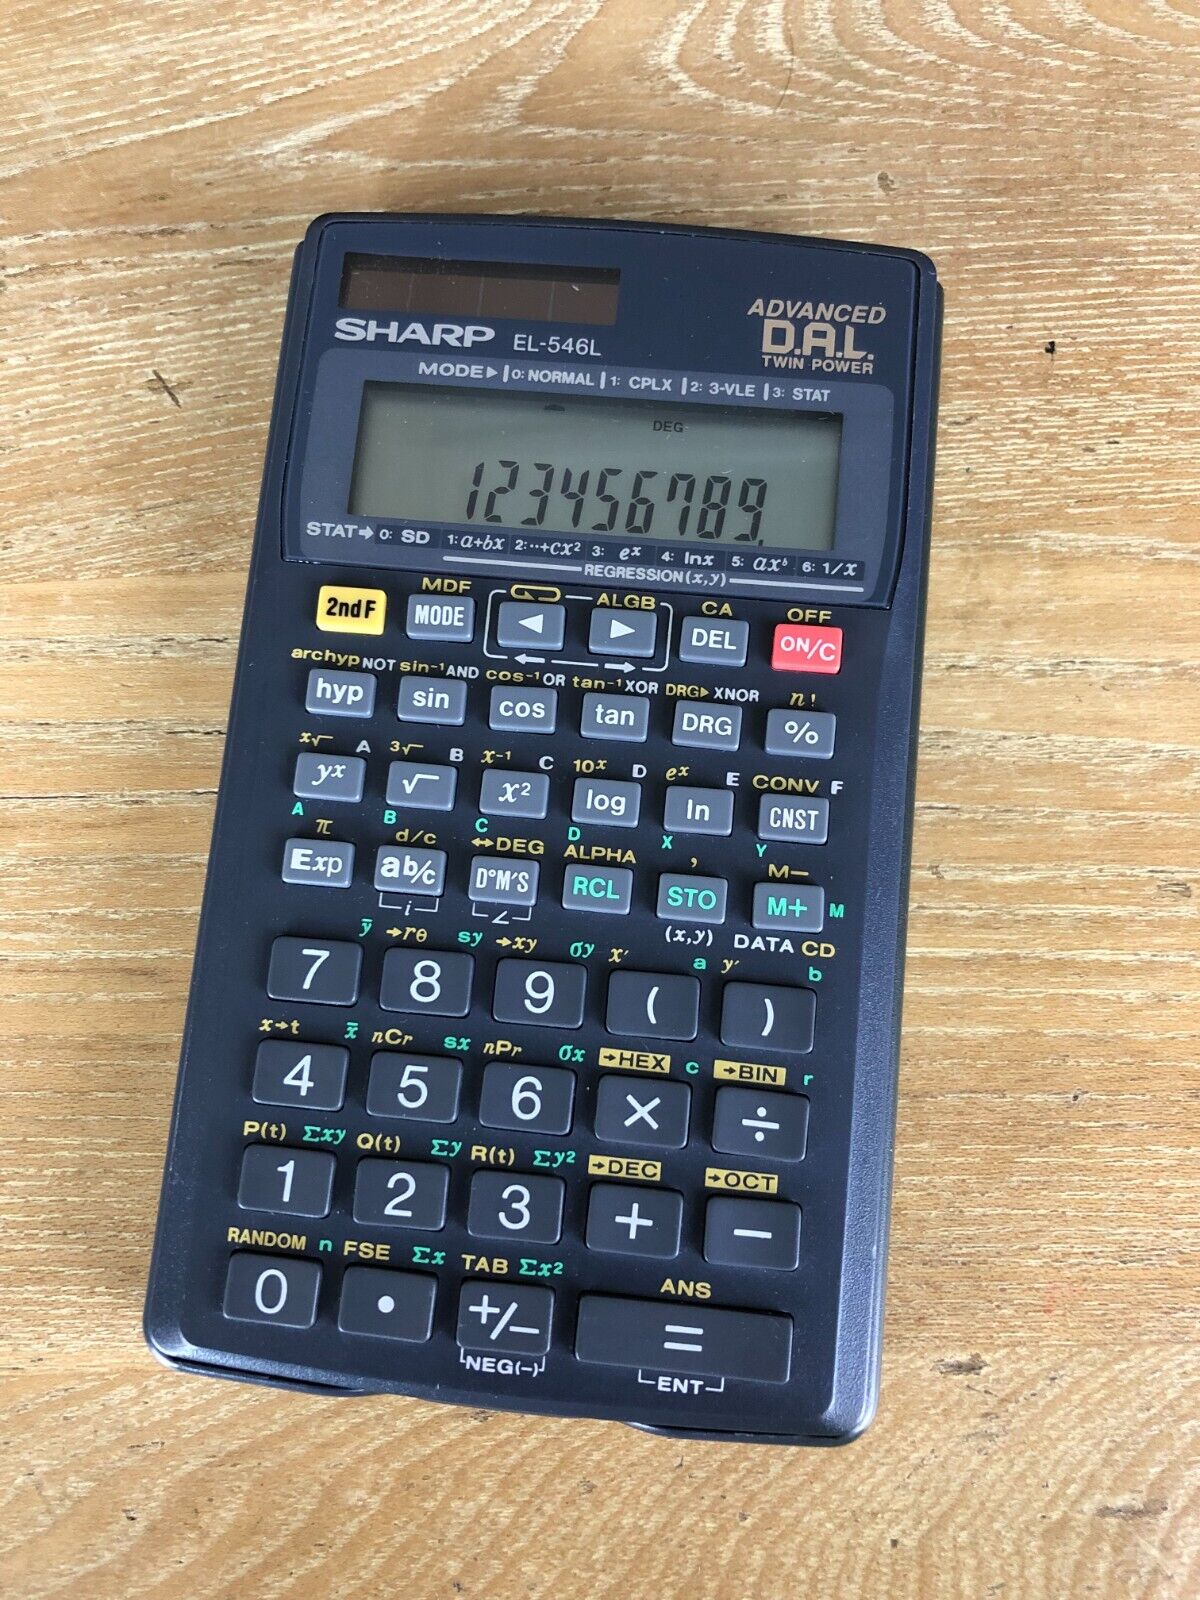 ADVANCED
D.A.L.
TWIN POWER
SHARP EL-546L
MODE▶ 0: NORMAL 1: CPLX 2: 3-VLE 3: STAT
DEG
123456789.
STAT➔ 0: SD 1: a+bx 2: ··+cx² 3: eˣ 4: lnx 5: axᵇ 6: 1/x
REGRESSION(x,y)
MDF ALGB CA OFF
2ndF MODE ◀ ▶ DEL ON/C
archyp NOT sin⁻¹ AND cos⁻¹ OR tan⁻¹ XOR DRG▶ XNOR n!
hyp sin cos tan DRG %
ˣ√ A ³√ B x⁻¹ C 10ˣ D eˣ E CONV F
yˣ √ x² log ln CNST
A B C D X Y
π d/c ↔DEG ALPHA , M−
Exp ab/c D°M'S RCL STO M+ M
i ∠ (x,y) DATA CD
ȳ →rθ sy →xy σy x′ a y′ b
7 8 9 ( )
x→t x̄ nCr sx nPr σx →HEX c →BIN r
4 5 6 × ÷
P(t) Σxy Q(t) Σy R(t) Σy² →DEC →OCT
1 2 3 + −
RANDOM n FSE Σx TAB Σx² ANS
0 • +/− =
NEG(−) ENT